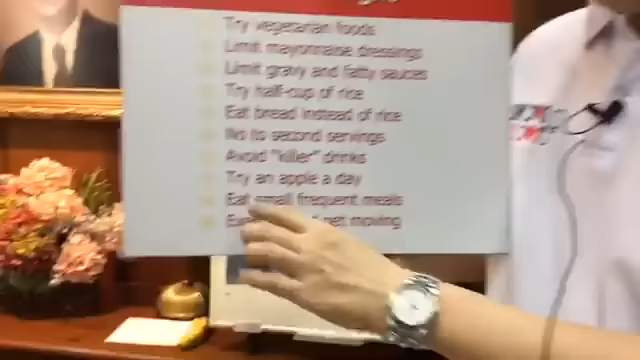 Try vegetarian foods
Limit mayonnaise dressings
Limit gravy and fatty sauces
Try half-cup of rice
Eat bread instead of rice
No to second servings
Avoid "killer" drinks
Try an apple a day
Eat small frequent meals
get moving